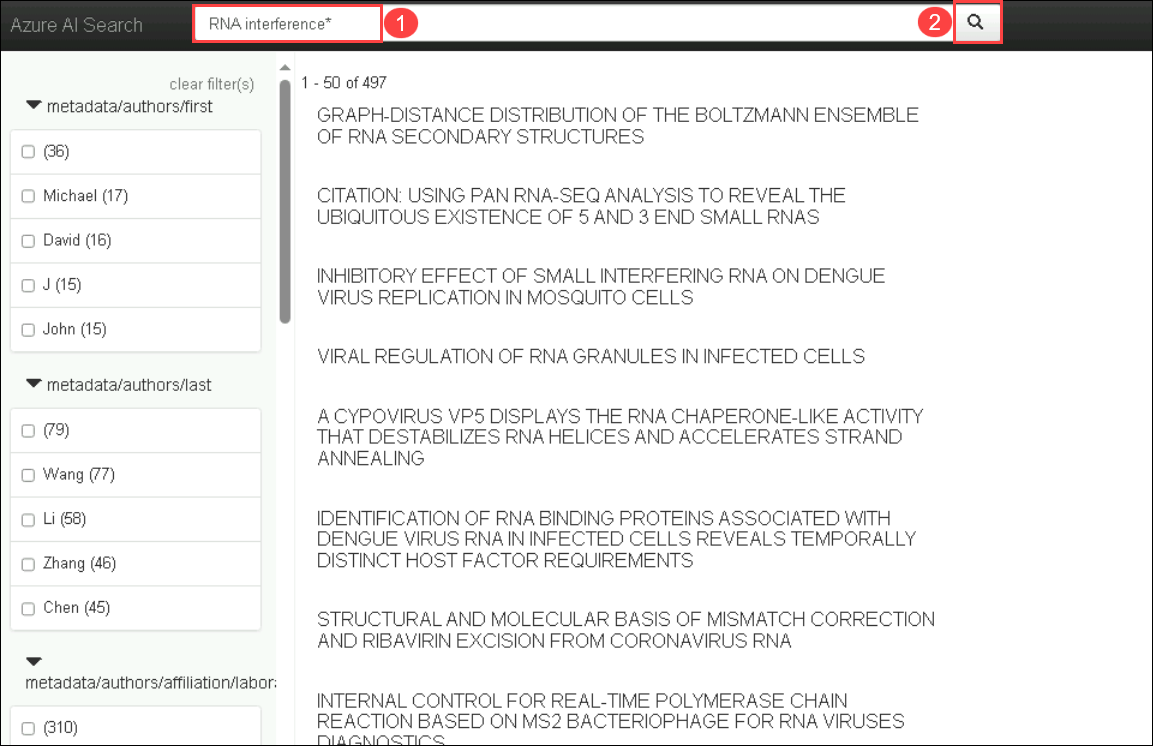 Azure AI Search
RNA interference*
1
2
clear filter(s)
metadata/authors/first
(36)
Michael (17)
David (16)
J (15)
John (15)
metadata/authors/last
(79)
Wang (77)
Li (58)
Zhang (46)
Chen (45)
metadata/authors/affiliation/labora
(310)
1 - 50 of 497
GRAPH-DISTANCE DISTRIBUTION OF THE BOLTZMANN ENSEMBLE
OF RNA SECONDARY STRUCTURES
CITATION: USING PAN RNA-SEQ ANALYSIS TO REVEAL THE
UBIQUITOUS EXISTENCE OF 5 AND 3 END SMALL RNAS
INHIBITORY EFFECT OF SMALL INTERFERING RNA ON DENGUE
VIRUS REPLICATION IN MOSQUITO CELLS
VIRAL REGULATION OF RNA GRANULES IN INFECTED CELLS
A CYPOVIRUS VP5 DISPLAYS THE RNA CHAPERONE-LIKE ACTIVITY
THAT DESTABILIZES RNA HELICES AND ACCELERATES STRAND
ANNEALING
IDENTIFICATION OF RNA BINDING PROTEINS ASSOCIATED WITH
DENGUE VIRUS RNA IN INFECTED CELLS REVEALS TEMPORALLY
DISTINCT HOST FACTOR REQUIREMENTS
STRUCTURAL AND MOLECULAR BASIS OF MISMATCH CORRECTION
AND RIBAVIRIN EXCISION FROM CORONAVIRUS RNA
INTERNAL CONTROL FOR REAL-TIME POLYMERASE CHAIN
REACTION BASED ON MS2 BACTERIOPHAGE FOR RNA VIRUSES
DIAGNOSTICS